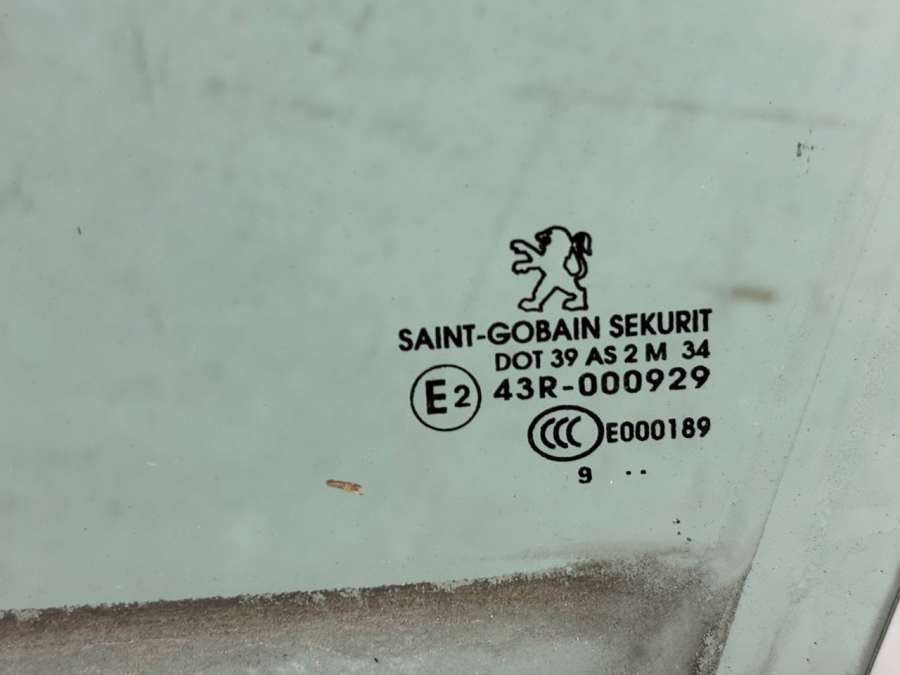 SAINT-GOBAIN SEKURIT
DOT 39 AS 2 M 34
E2 43R-000929
CCC E000189
9 ..